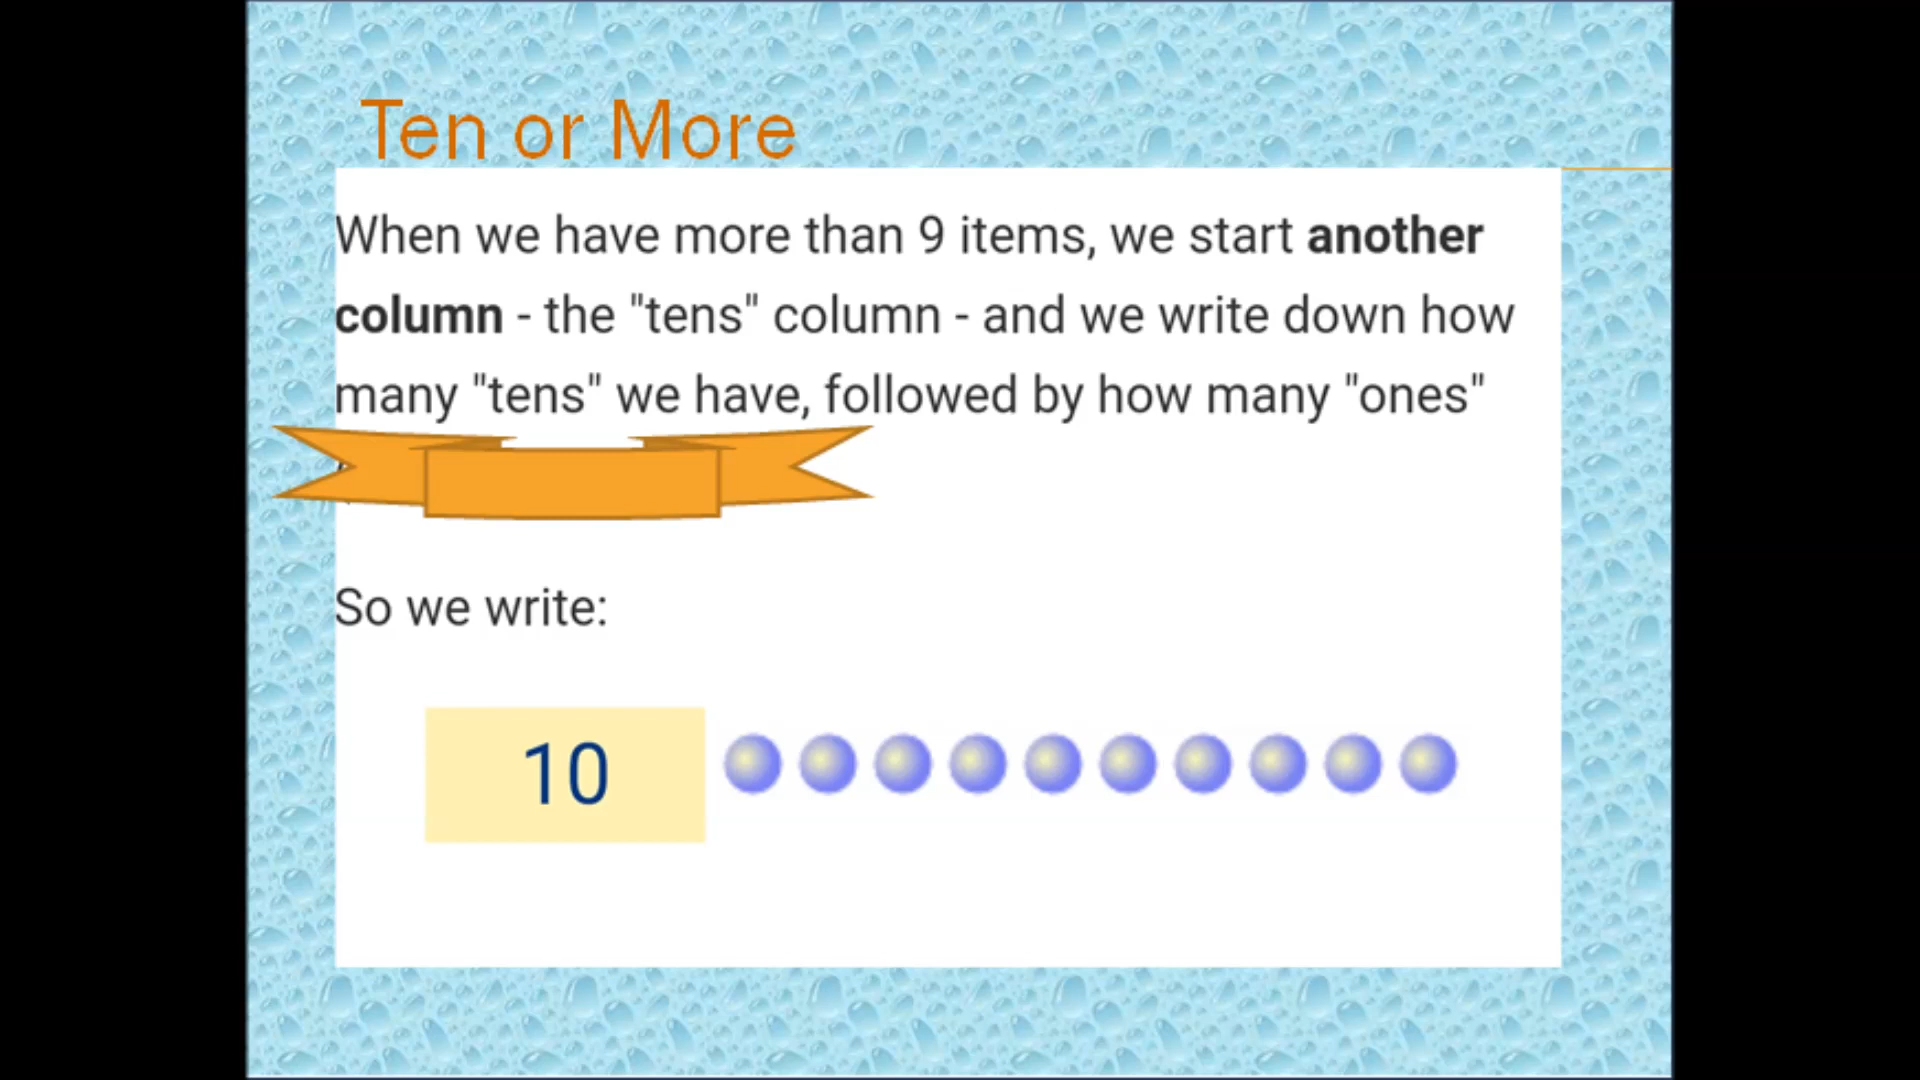 Ten or More
When we have more than 9 items, we start another
column - the "tens" column - and we write down how
many "tens" we have, followed by how many "ones"
So we write:
10